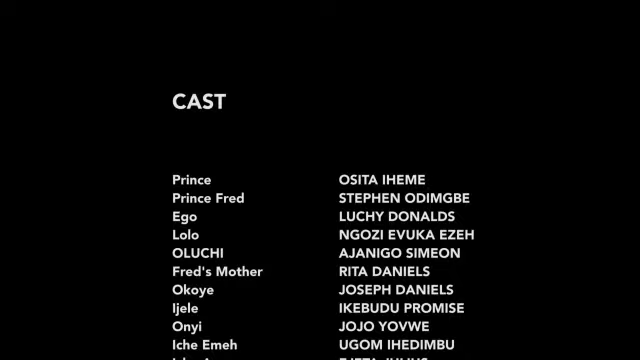 CAST
Prince OSITA IHEME
Prince Fred STEPHEN ODIMGBE
Ego LUCHY DONALDS
Lolo NGOZI EVUKA EZEH
OLUCHI AJANIGO SIMEON
Fred's Mother RITA DANIELS
Okoye JOSEPH DANIELS
Ijele IKEBUDU PROMISE
Onyi JOJO YOVWE
Iche Emeh UGOM IHEDIMBU